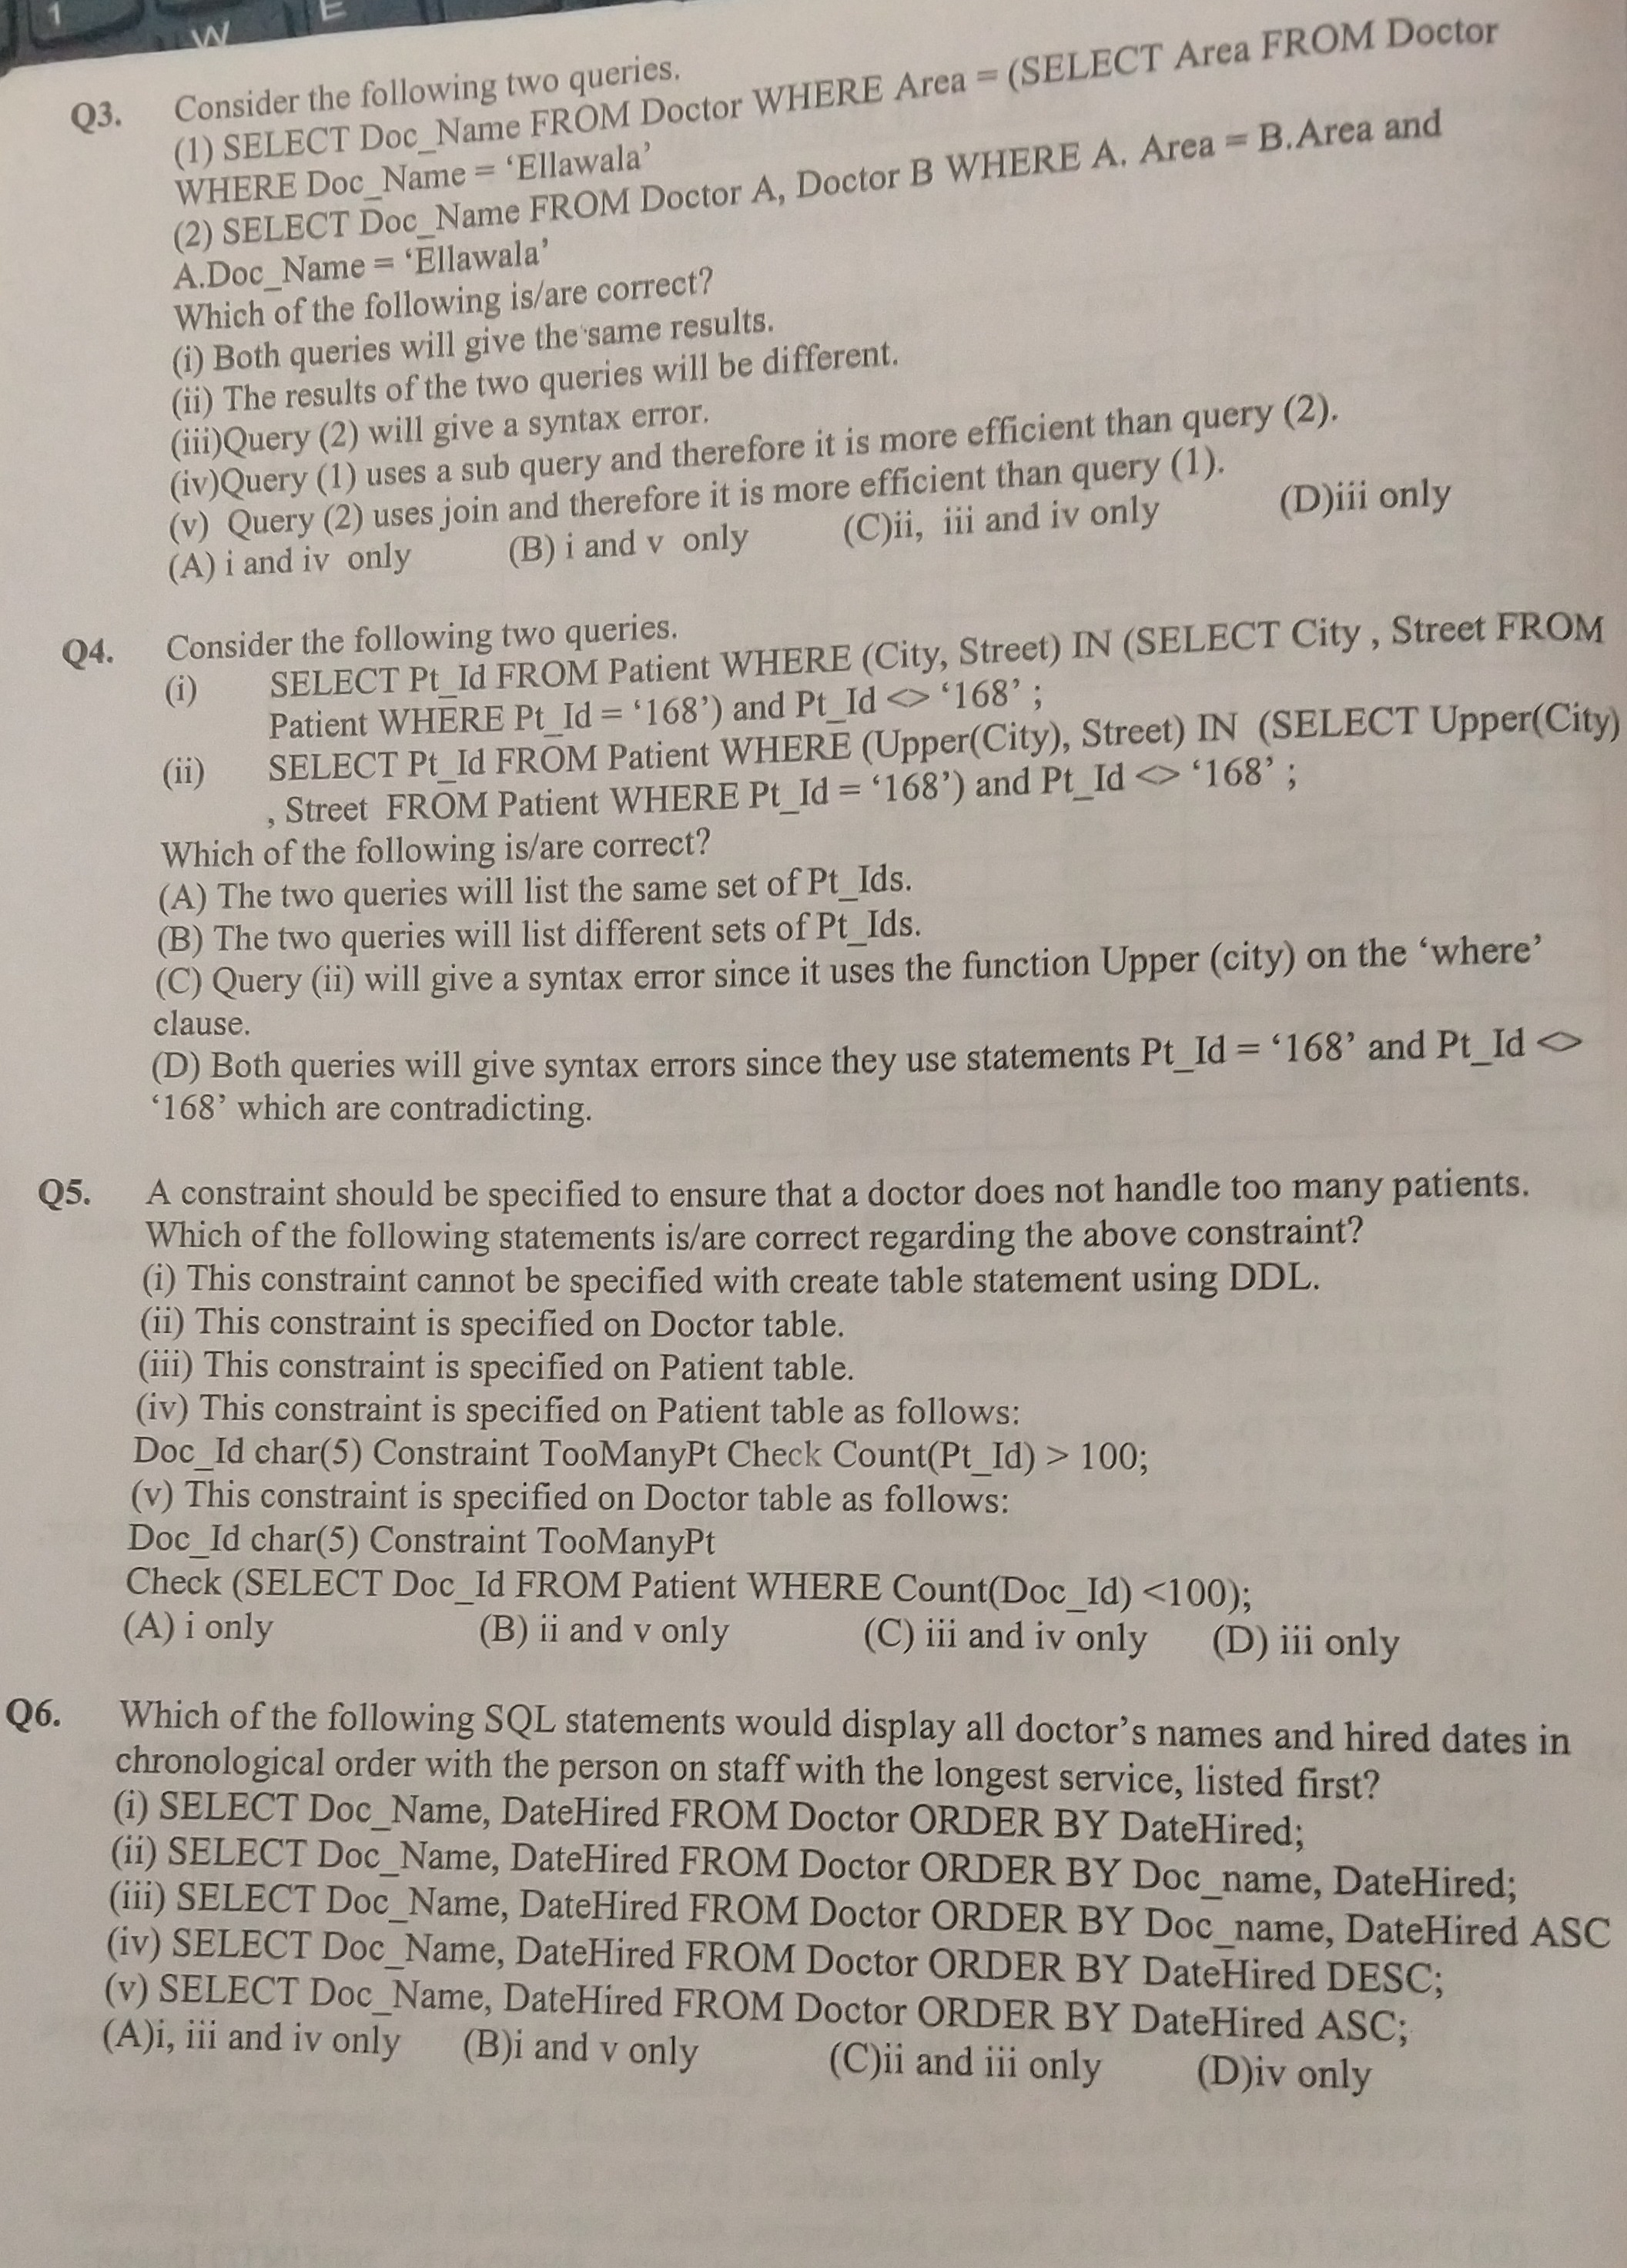 1
W
E
Q3. Consider the following two queries.
(1) SELECT Doc_Name FROM Doctor WHERE Area = (SELECT Area FROM Doctor
WHERE Doc_Name = ‘Ellawala’
(2) SELECT Doc_Name FROM Doctor A, Doctor B WHERE A. Area = B.Area and
A.Doc_Name = ‘Ellawala’
Which of the following is/are correct?
(i) Both queries will give the same results.
(ii) The results of the two queries will be different.
(iii)Query (2) will give a syntax error.
(iv)Query (1) uses a sub query and therefore it is more efficient than query (2).
(v) Query (2) uses join and therefore it is more efficient than query (1).
(A) i and iv only (B) i and v only (C)ii, iii and iv only (D)iii only
Q4. Consider the following two queries.
(i) SELECT Pt_Id FROM Patient WHERE (City, Street) IN (SELECT City , Street FROM
Patient WHERE Pt_Id = ‘168’) and Pt_Id <> ‘168’ ;
(ii) SELECT Pt_Id FROM Patient WHERE (Upper(City), Street) IN (SELECT Upper(City)
, Street FROM Patient WHERE Pt_Id = ‘168’) and Pt_Id <> ‘168’ ;
Which of the following is/are correct?
(A) The two queries will list the same set of Pt_Ids.
(B) The two queries will list different sets of Pt_Ids.
(C) Query (ii) will give a syntax error since it uses the function Upper (city) on the ‘where’
clause.
(D) Both queries will give syntax errors since they use statements Pt_Id = ‘168’ and Pt_Id <>
‘168’ which are contradicting.
Q5. A constraint should be specified to ensure that a doctor does not handle too many patients.
Which of the following statements is/are correct regarding the above constraint?
(i) This constraint cannot be specified with create table statement using DDL.
(ii) This constraint is specified on Doctor table.
(iii) This constraint is specified on Patient table.
(iv) This constraint is specified on Patient table as follows:
Doc_Id char(5) Constraint TooManyPt Check Count(Pt_Id) > 100;
(v) This constraint is specified on Doctor table as follows:
Doc_Id char(5) Constraint TooManyPt
Check (SELECT Doc_Id FROM Patient WHERE Count(Doc_Id) <100);
(A) i only (B) ii and v only (C) iii and iv only (D) iii only
Q6. Which of the following SQL statements would display all doctor’s names and hired dates in
chronological order with the person on staff with the longest service, listed first?
(i) SELECT Doc_Name, DateHired FROM Doctor ORDER BY DateHired;
(ii) SELECT Doc_Name, DateHired FROM Doctor ORDER BY Doc_name, DateHired;
(iii) SELECT Doc_Name, DateHired FROM Doctor ORDER BY Doc_name, DateHired ASC
(iv) SELECT Doc_Name, DateHired FROM Doctor ORDER BY DateHired DESC;
(v) SELECT Doc_Name, DateHired FROM Doctor ORDER BY DateHired ASC;
(A)i, iii and iv only (B)i and v only (C)ii and iii only (D)iv only